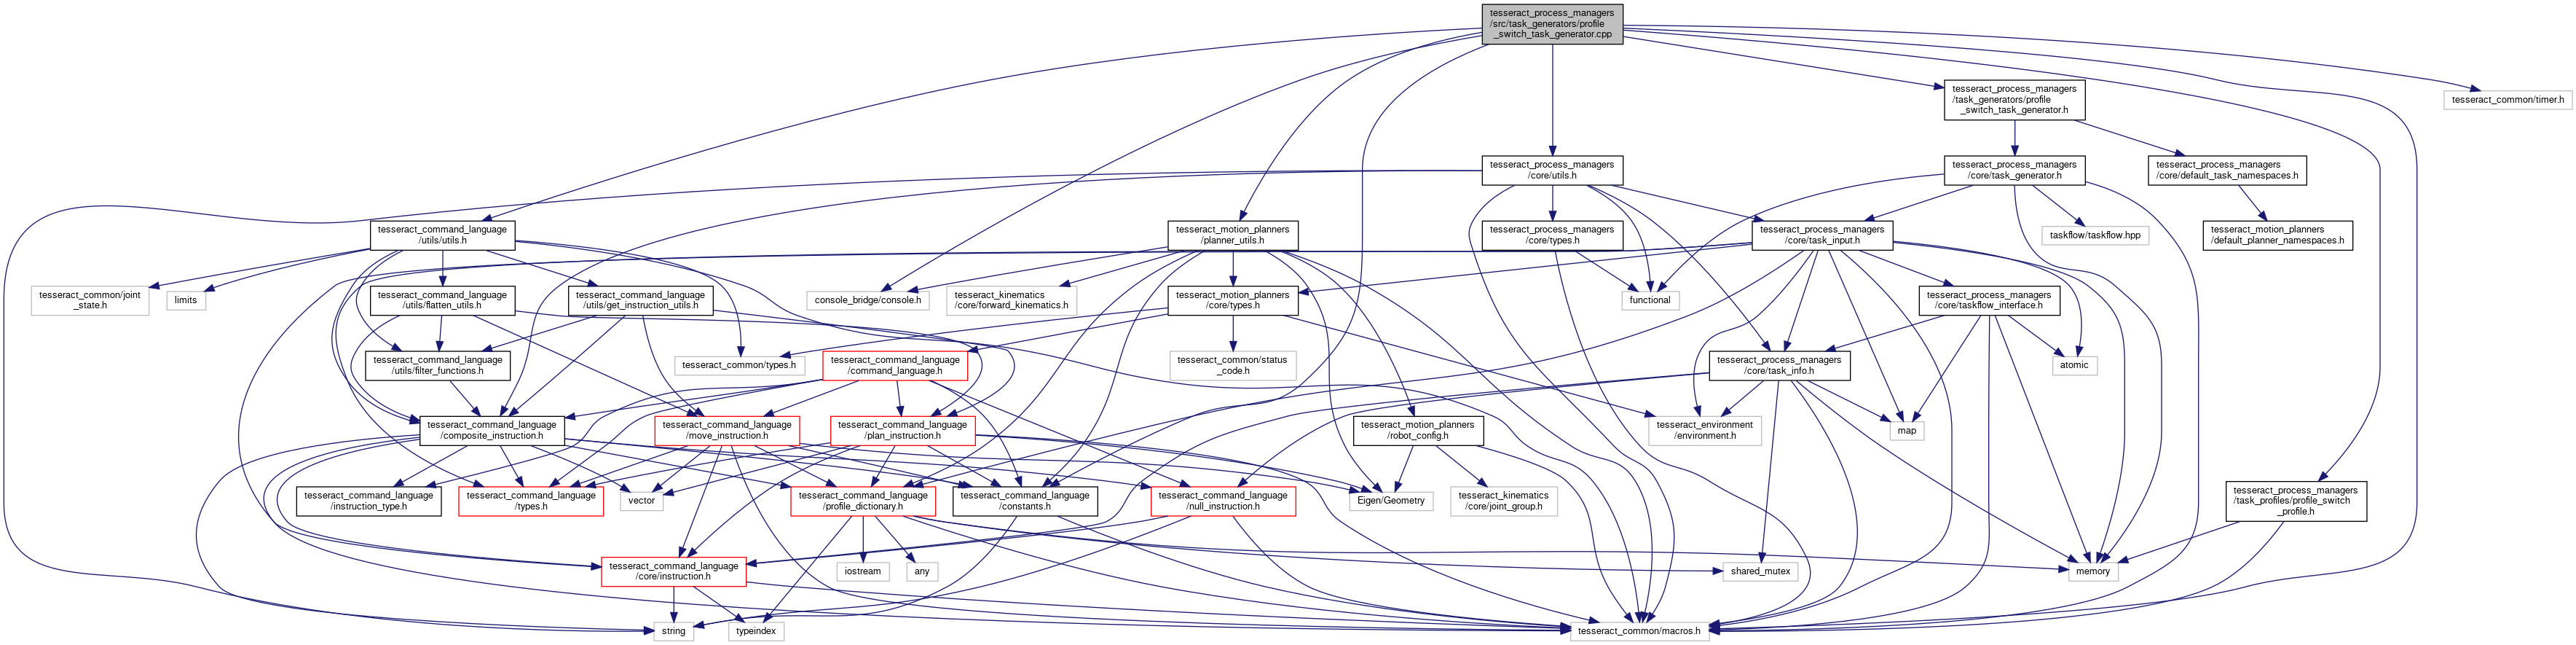 tesseract_process_managers
/src/task_generators/profile
_switch_task_generator.cpp
tesseract_process_managers
/task_generators/profile
_switch_task_generator.h
tesseract_common/timer.h
tesseract_process_managers
/core/utils.h
tesseract_process_managers
/core/task_generator.h
tesseract_process_managers
/core/default_task_namespaces.h
tesseract_command_language
/utils/utils.h
tesseract_motion_planners
/planner_utils.h
tesseract_process_managers
/core/types.h
tesseract_process_managers
/core/task_input.h
taskflow/taskflow.hpp
tesseract_motion_planners
/default_planner_namespaces.h
tesseract_common/joint
_state.h
limits
tesseract_command_language
/utils/flatten_utils.h
tesseract_command_language
/utils/get_instruction_utils.h
console_bridge/console.h
tesseract_kinematics
/core/forward_kinematics.h
tesseract_motion_planners
/core/types.h
functional
tesseract_process_managers
/core/taskflow_interface.h
tesseract_command_language
/utils/filter_functions.h
tesseract_common/types.h
tesseract_command_language
/command_language.h
tesseract_common/status
_code.h
tesseract_process_managers
/core/task_info.h
atomic
tesseract_command_language
/composite_instruction.h
tesseract_command_language
/move_instruction.h
tesseract_command_language
/plan_instruction.h
tesseract_motion_planners
/robot_config.h
tesseract_environment
/environment.h
map
tesseract_command_language
/instruction_type.h
tesseract_command_language
/types.h
vector
tesseract_command_language
/profile_dictionary.h
tesseract_command_language
/constants.h
tesseract_command_language
/null_instruction.h
Eigen/Geometry
tesseract_kinematics
/core/joint_group.h
tesseract_process_managers
/task_profiles/profile_switch
_profile.h
tesseract_command_language
/core/instruction.h
iostream
any
shared_mutex
memory
string
typeindex
tesseract_common/macros.h